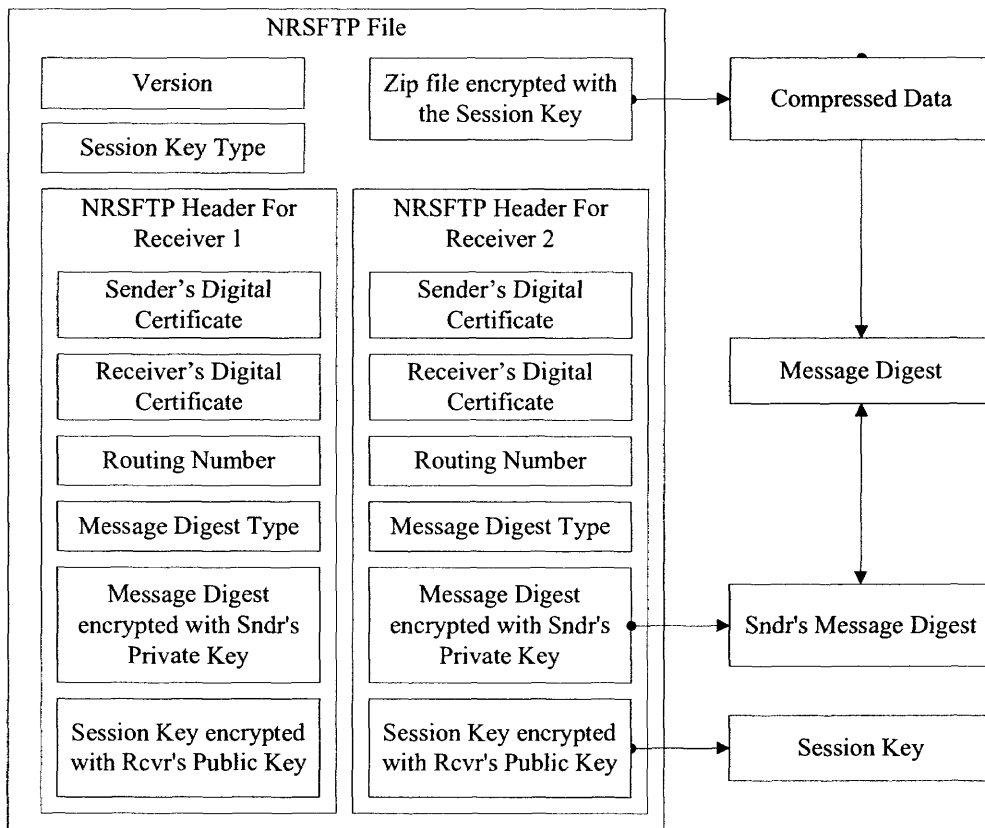 NRSFTP File
Version
Session Key Type
Zip file encrypted with
the Session Key
Compressed Data
NRSFTP Header For
Receiver 1
Sender's Digital
Certificate
Receiver's Digital
Certificate
Routing Number
Message Digest Type
Message Digest
encrypted with Sndr's
Private Key
Session Key encrypted
with Rcvr's Public Key
NRSFTP Header For
Receiver 2
Sender's Digital
Certificate
Receiver's Digital
Certificate
Routing Number
Message Digest Type
Message Digest
encrypted with Sndr's
Private Key
Session Key encrypted
with Rcvr's Public Key
Message Digest
Sndr's Message Digest
Session Key